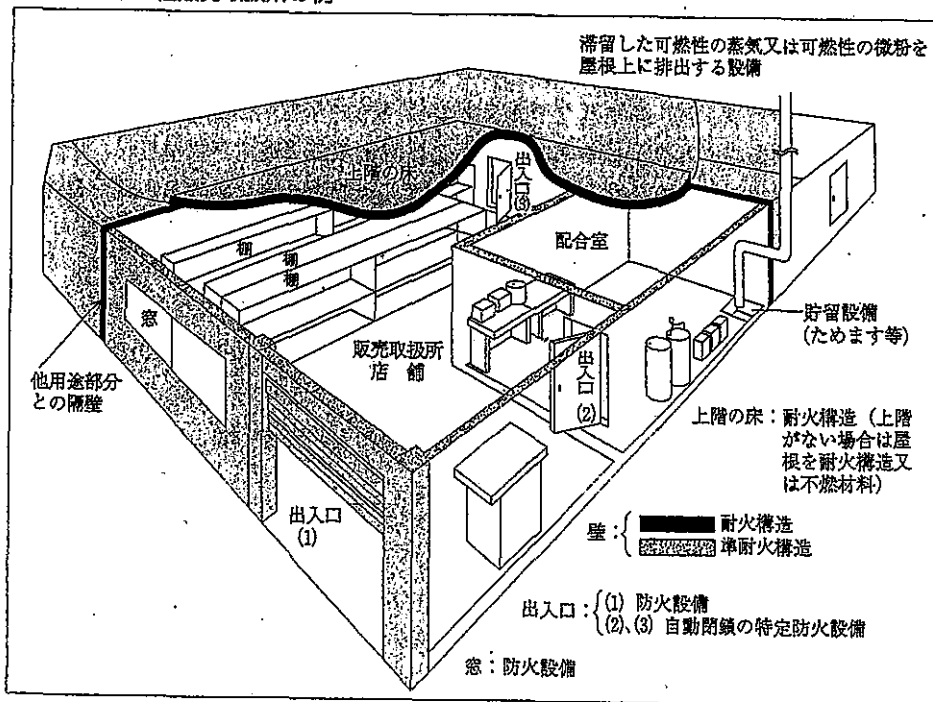 滞留した可燃性の蒸気又は可燃性の微粉を
屋根上に排出する設備
上階の床
出入口(3)
配合室
棚
棚
棚
窓
販売取扱所
店舗
出入口(2)
貯留設備
(ためます等)
他用途部分
との隔壁
上階の床:耐火構造(上階
がない場合は屋
根を耐火構造又
は不燃材料)
出入口
(1)
壁:
耐火構造
準耐火構造
出入口:
(1) 防火設備
(2)、(3) 自動閉鎖の特定防火設備
窓:防火設備